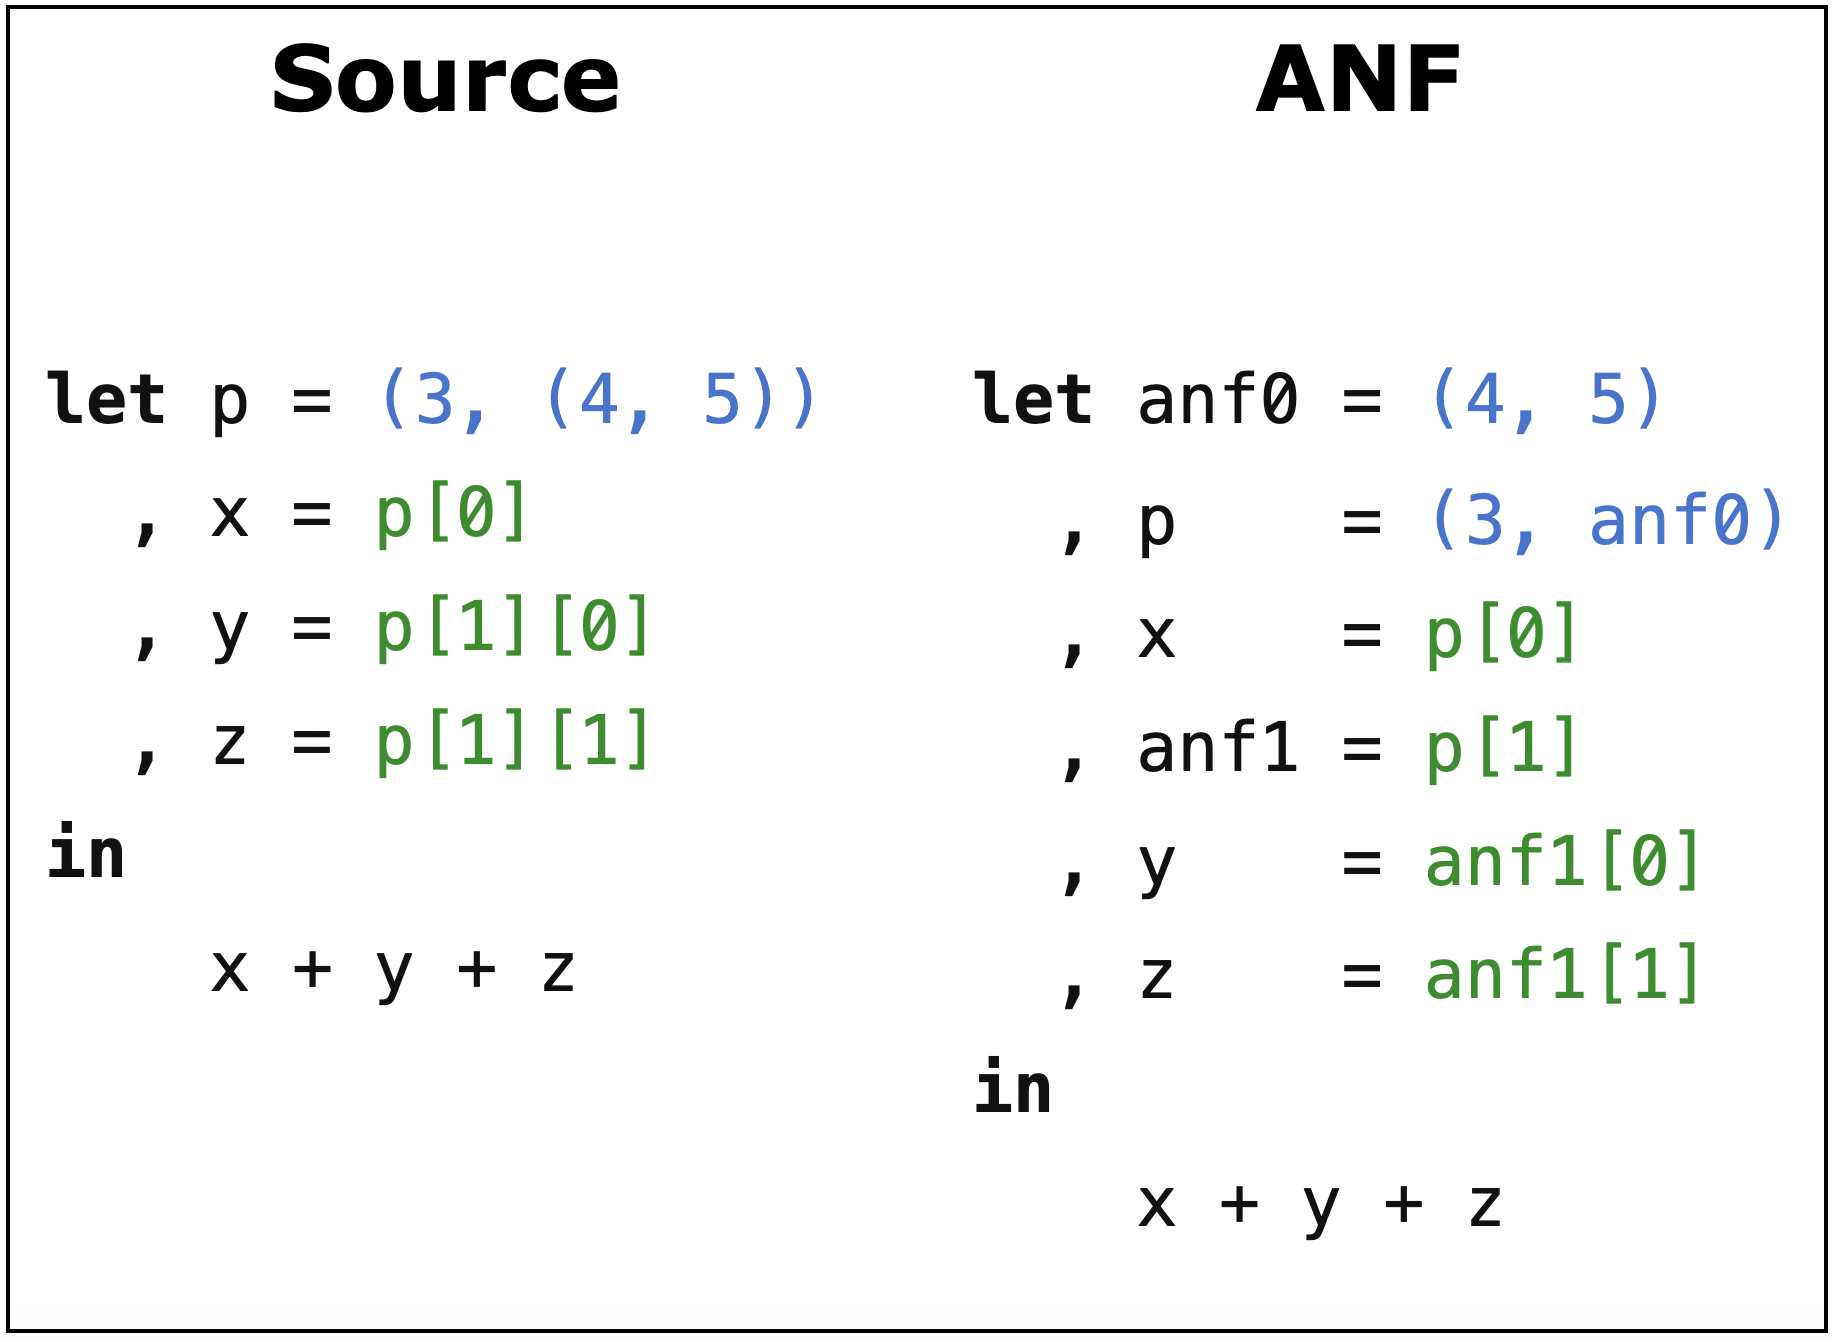 Source
let p = (3, (4, 5))
  , x = p[0]
  , y = p[1][0]
  , z = p[1][1]
in
    x + y + z
ANF
let anf0 = (4, 5)
  , p    = (3, anf0)
  , x    = p[0]
  , anf1 = p[1]
  , y    = anf1[0]
  , z    = anf1[1]
in
    x + y + z